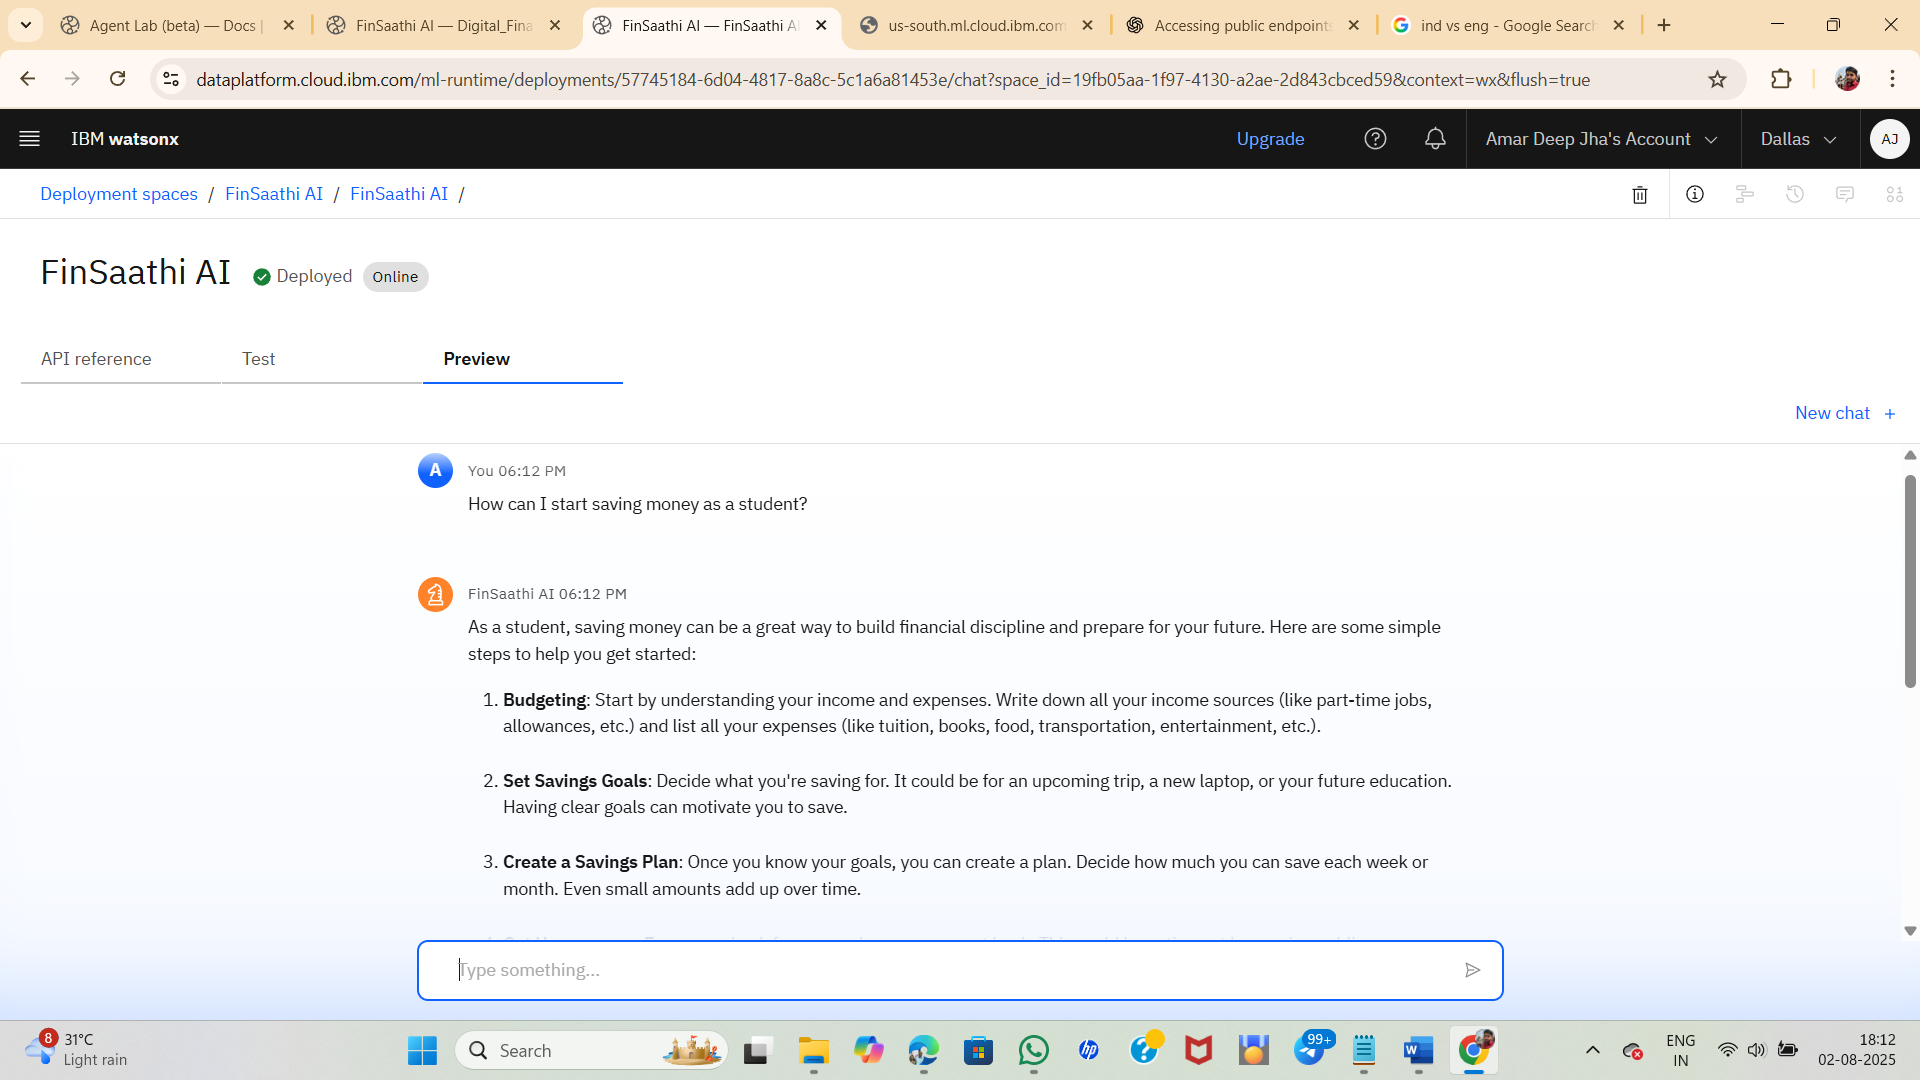 Agent Lab (beta) — Docs |
FinSaathi AI — Digital_Fina
FinSaathi AI — FinSaathi A
us-south.ml.cloud.ibm.com
Accessing public endpoints
ind vs eng - Google Search
dataplatform.cloud.ibm.com/ml-runtime/deployments/57745184-6d04-4817-8a8c-5c1a6a81453e/chat?space_id=19fb05aa-1f97-4130-a2ae-2d843cbced59&context=wx&flush=true
IBM watsonx
Upgrade
Amar Deep Jha's Account
Dallas
AJ
Deployment spaces / FinSaathi AI / FinSaathi AI /
FinSaathi AI
Deployed
Online
API reference
Test
Preview
New chat +
A
You 06:12 PM
How can I start saving money as a student?
FinSaathi AI 06:12 PM
As a student, saving money can be a great way to build financial discipline and prepare for your future. Here are some simple
steps to help you get started:
1. Budgeting: Start by understanding your income and expenses. Write down all your income sources (like part-time jobs,
allowances, etc.) and list all your expenses (like tuition, books, food, transportation, entertainment, etc.).
2. Set Savings Goals: Decide what you're saving for. It could be for an upcoming trip, a new laptop, or your future education.
Having clear goals can motivate you to save.
3. Create a Savings Plan: Once you know your goals, you can create a plan. Decide how much you can save each week or
month. Even small amounts add up over time.
Type something...
8
31°C
Light rain
Search
hp
99+
W
ENG
IN
18:12
02-08-2025